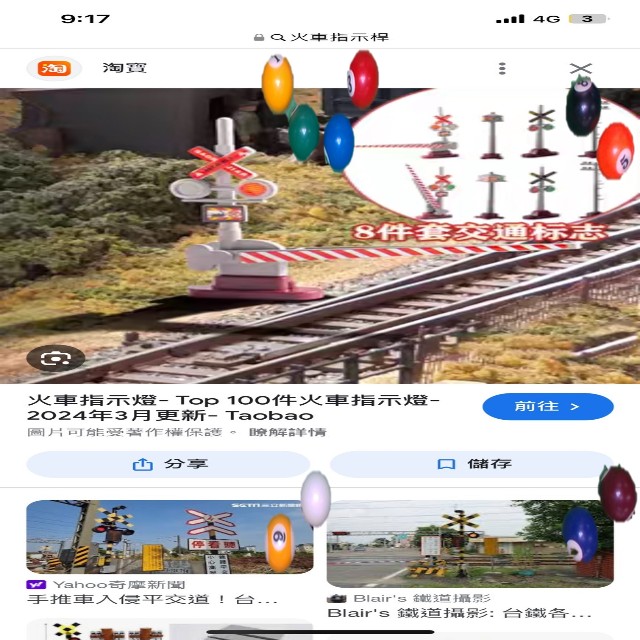 9:17
4G
3
火車指示桿
淘
淘寶
8件套交通标志
火車指示燈- Top 100件火車指示燈-
2024年3月更新- Taobao
前往 >
圖片可能受著作權保護。 瞭解詳情
分享
儲存
停看聽
Yahoo奇摩新聞
手推車入侵平交道！台...
Blair's 鐵道攝影
Blair's 鐵道攝影: 台鐵各...